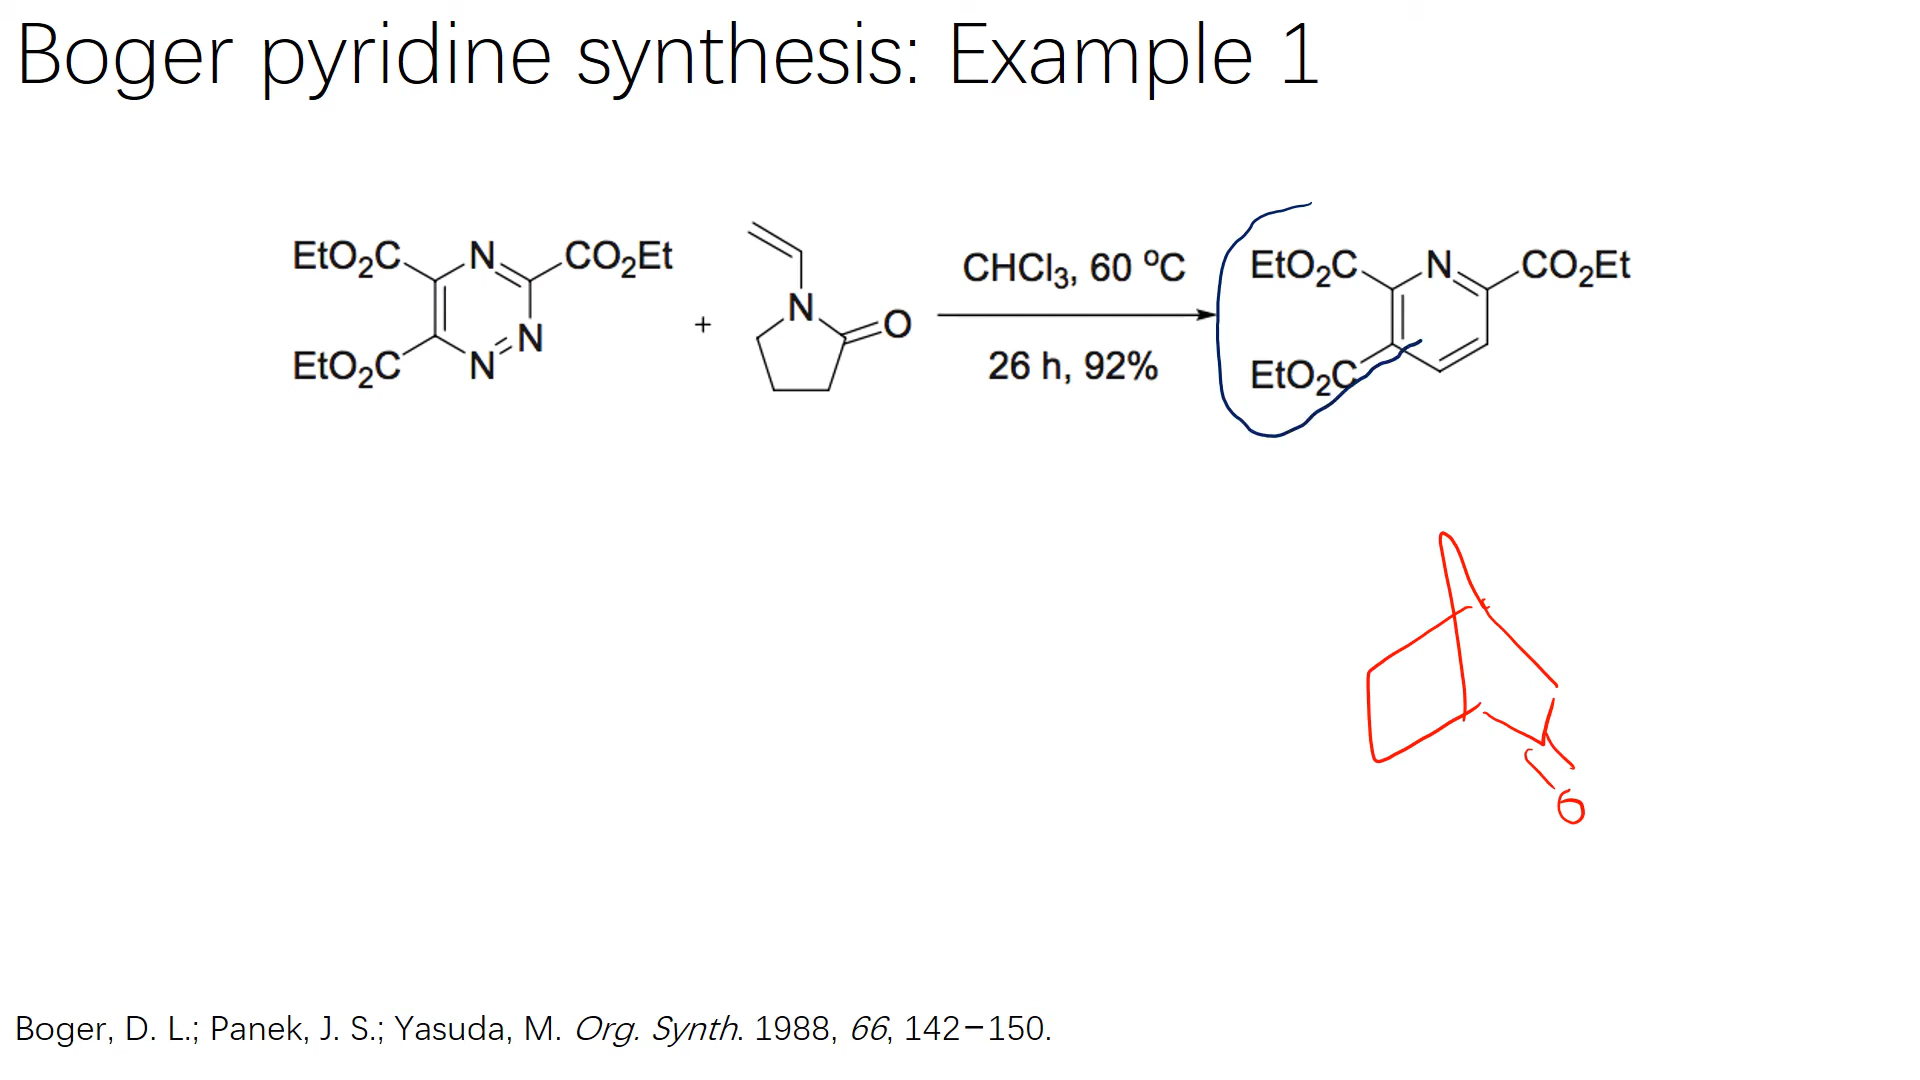 Boger pyridine synthesis: Example 1
EtO₂C N CO₂Et
EtO₂C N N
+
N O
CHCl₃, 60 ºC
26 h, 92%
EtO₂C N CO₂Et
EtO₂C
O
Boger, D. L.; Panek, J. S.; Yasuda, M. Org. Synth. 1988, 66, 142−150.